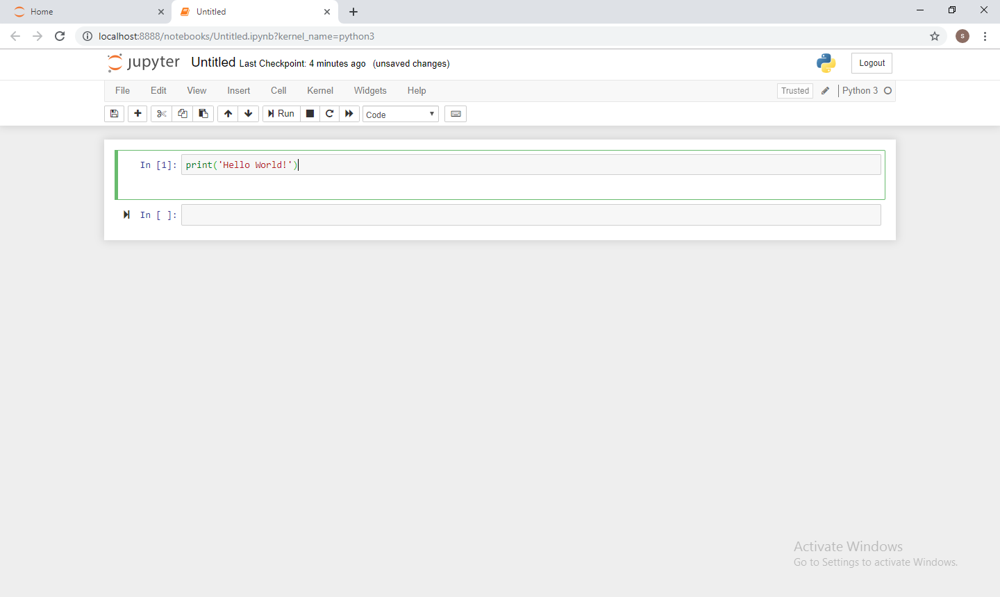 Home
Untitled
localhost:8888/notebooks/Untitled.ipynb?kernel_name=python3
S
jupyter Untitled Last Checkpoint: 4 minutes ago (unsaved changes)
Logout
File Edit View Insert Cell Kernel Widgets Help
Trusted
Python 3
Run
Code
In [1]: print('Hello World!')
In [ ]:
Activate Windows
Go to Settings to activate Windows.